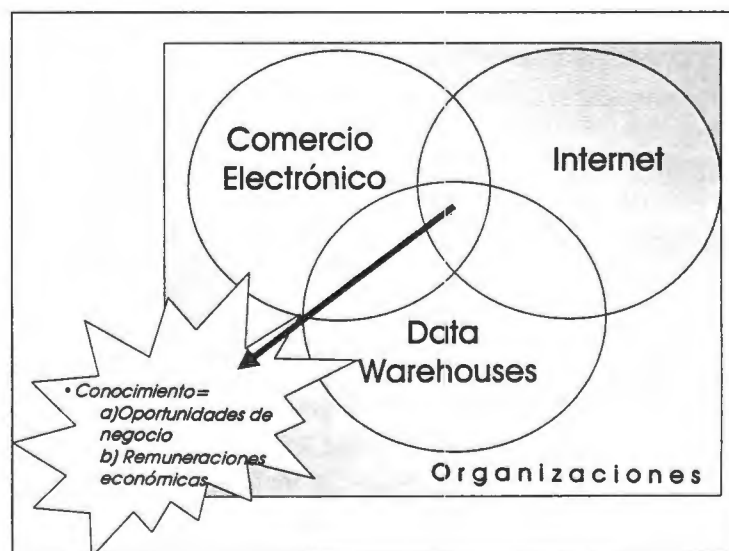 Comercio
Electrónico
Internet
Data
Warehouses
• Conocimiento=
a)Oportunidades de
negocio
b) Remuneraciones
económicas
Organizaciones